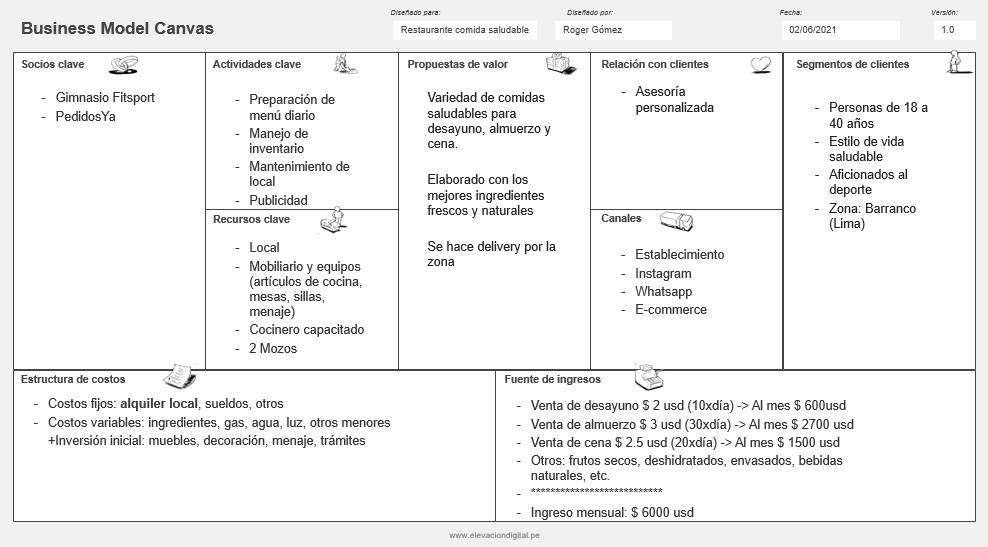 Business Model Canvas
Diseñado para:
Restaurante comida saludable
Diseñado por:
Roger Gómez
Fecha:
02/06/2021
Versión:
1.0
Socios clave
- Gimnasio Fitsport
- PedidosYa
Actividades clave
- Preparación de
menú diario
- Manejo de
inventario
- Mantenimiento de
local
- Publicidad
Recursos clave
- Local
- Mobiliario y equipos
(artículos de cocina,
mesas, sillas,
menaje)
- Cocinero capacitado
- 2 Mozos
Propuestas de valor
Variedad de comidas
saludables para
desayuno, almuerzo y
cena.
Elaborado con los
mejores ingredientes
frescos y naturales
Se hace delivery por la
zona
Relación con clientes
- Asesoría
personalizada
Canales
- Establecimiento
- Instagram
- Whatsapp
- E-commerce
Segmentos de clientes
- Personas de 18 a
40 años
- Estilo de vida
saludable
- Aficionados al
deporte
- Zona: Barranco
(Lima)
Estructura de costos
- Costos fijos: alquiler local, sueldos, otros
- Costos variables: ingredientes, gas, agua, luz, otros menores
+Inversión inicial: muebles, decoración, menaje, trámites
Fuente de ingresos
- Venta de desayuno $ 2 usd (10xdía) -> Al mes $ 600usd
- Venta de almuerzo $ 3 usd (30xdía) -> Al mes $ 2700 usd
- Venta de cena $ 2.5 usd (20xdía) -> Al mes $ 1500 usd
- Otros: frutos secos, deshidratados, envasados, bebidas
naturales, etc.
- ***************************
- Ingreso mensual: $ 6000 usd
www.elevaciondigital.pe